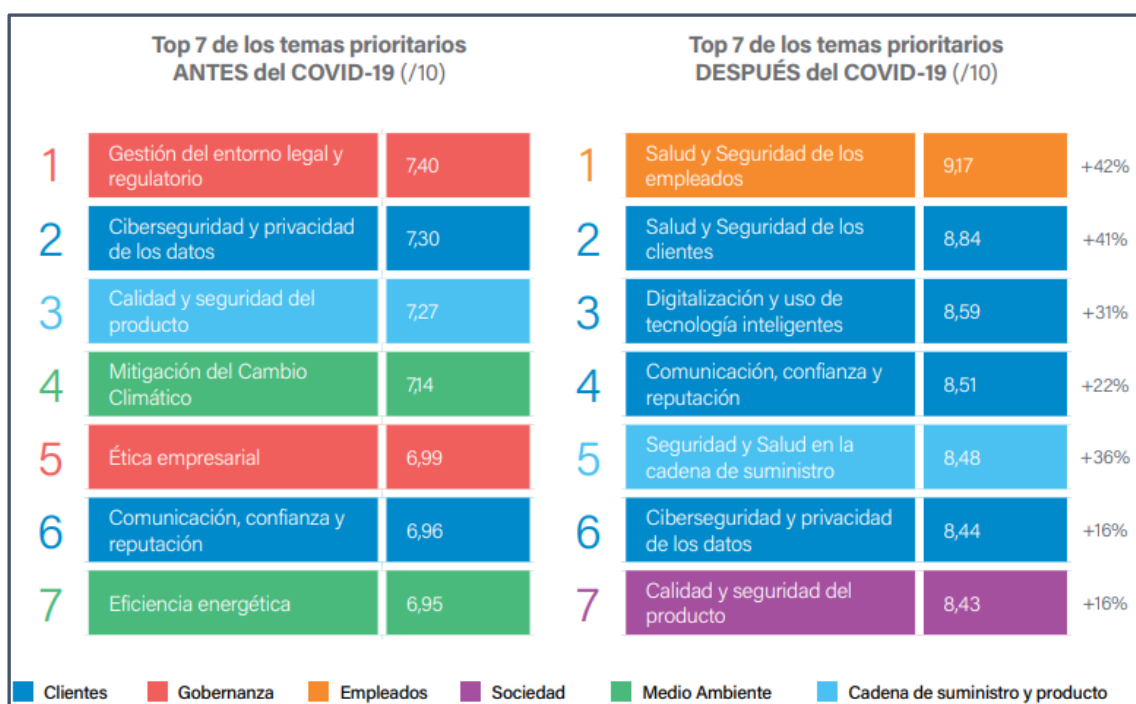 Top 7 de los temas prioritarios
ANTES del COVID-19 (/10)
1
Gestión del entorno legal y
regulatorio
7,40
2
Ciberseguridad y privacidad
de los datos
7,30
3
Calidad y seguridad del
producto
7,27
4
Mitigación del Cambio
Climático
7,14
5
Ética empresarial
6,99
6
Comunicación, confianza y
reputación
6,96
7
Eficiencia energética
6,95
Top 7 de los temas prioritarios
DESPUÉS del COVID-19 (/10)
1
Salud y Seguridad de los
empleados
9,17
+42%
2
Salud y Seguridad de los
clientes
8,84
+41%
3
Digitalización y uso de
tecnología inteligentes
8,59
+31%
4
Comunicación, confianza y
reputación
8,51
+22%
5
Seguridad y Salud en la
cadena de suministro
8,48
+36%
6
Ciberseguridad y privacidad
de los datos
8,44
+16%
7
Calidad y seguridad del
producto
8,43
+16%
Clientes
Gobernanza
Empleados
Sociedad
Medio Ambiente
Cadena de suministro y producto